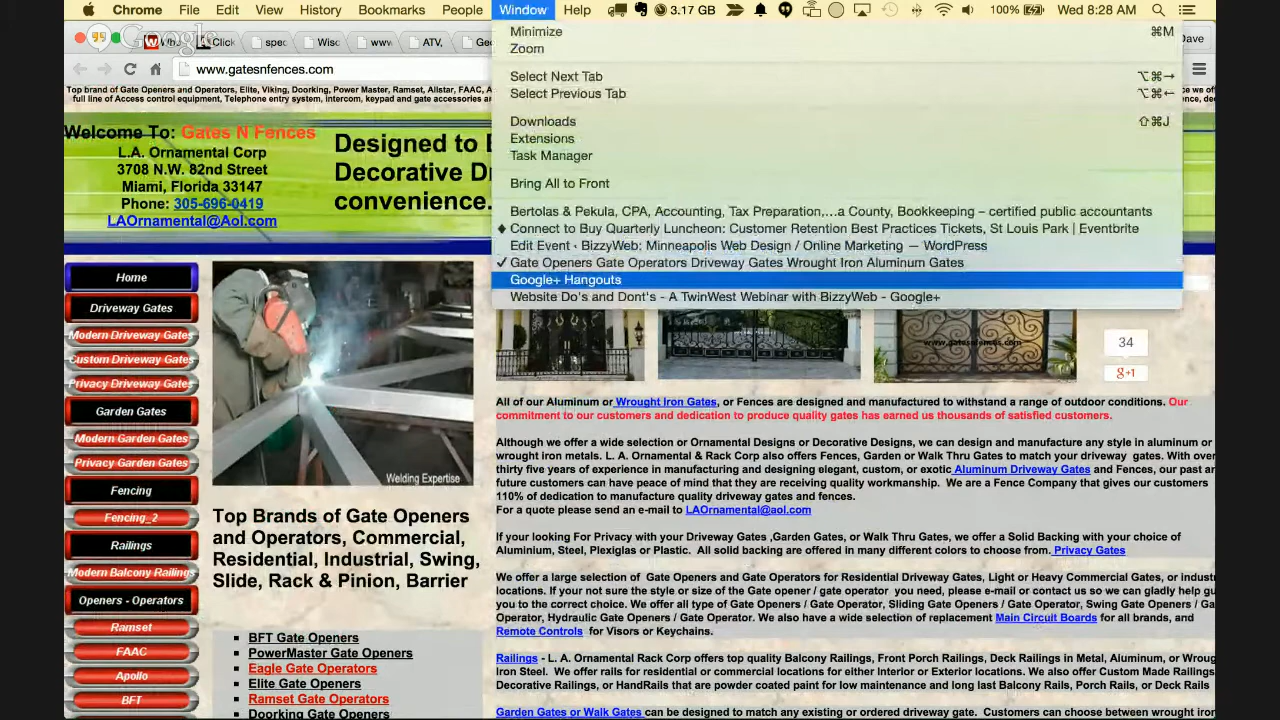 Chrome File Edit View History Bookmarks People Window Help 3.17 GB 100% Wed 8:28 AM
Google
Click
spec
Wisc
www
ATV,
Dave
www.gatesnfences.com
Minimize ⌘M
Zoom
Select Next Tab ⌥⌘→
Select Previous Tab ⌥⌘←
Downloads ⇧⌘J
Extensions
Task Manager
Bring All to Front
Bertolas & Pekula, CPA, Accounting, Tax Preparation,...a County, Bookkeeping – certified public accountants
Connect to Buy Quarterly Luncheon: Customer Retention Best Practices Tickets, St Louis Park | Eventbrite
Edit Event ‹ BizzyWeb: Minneapolis Web Design / Online Marketing — WordPress
Gate Openers Gate Operators Driveway Gates Wrought Iron Aluminum Gates
Google+ Hangouts
Website Do's and Dont's - A TwinWest Webinar with BizzyWeb - Google+
Top brand of Gate Openers and Operators, Elite, Viking, Doorking, Power Master, Ramset, Allstar, FAAC,
full line of Access control equipment, Telephone entry system, intercom, keypad and gate accessories
Welcome To: Gates N Fences
L.A. Ornamental Corp
3708 N.W. 82nd Street
Miami, Florida 33147
Phone: 305-696-0419
LAOrnamental@Aol.com
Designed to
Decorative
convenience.
Home
Driveway Gates
Modern Driveway Gates
Custom Driveway Gates
Privacy Driveway Gates
Garden Gates
Modern Garden Gates
Privacy Garden Gates
Fencing
Fencing_2
Railings
Modern Balcony Railings
Openers - Operators
Ramset
FAAC
Apollo
BFT
Welding Expertise
Top Brands of Gate Openers
and Operators, Commercial,
Residential, Industrial, Swing,
Slide, Rack & Pinion, Barrier
BFT Gate Openers
PowerMaster Gate Openers
Eagle Gate Operators
Elite Gate Openers
Ramset Gate Operators
Doorking Gate Openers
www.gatesnfences.com
34
g+1
All of our Aluminum or Wrought Iron Gates, or Fences are designed and manufactured to withstand a range of outdoor conditions. Our
commitment to our customers and dedication to produce quality gates has earned us thousands of satisfied customers.
Although we offer a wide selection or Ornamental Designs or Decorative Designs, we can design and manufacture any style in aluminum or
wrought iron metals. L. A. Ornamental & Rack Corp also offers Fences, Garden or Walk Thru Gates to match your driveway gates. With over
thirty five years of experience in manufacturing and designing elegant, custom, or exotic Aluminum Driveway Gates and Fences, our past ar
future customers can have peace of mind that they are receiving quality workmanship. We are a Fence Company that gives our customers
110% of dedication to manufacture quality driveway gates and fences.
For a quote please send an e-mail to LAOrnamental@aol.com
If your looking For Privacy with your Driveway Gates ,Garden Gates, or Walk Thru Gates, we offer a Solid Backing with your choice of
Aluminium, Steel, Plexiglas or Plastic. All solid backing are offered in many different colors to choose from. Privacy Gates
We offer a large selection of Gate Openers and Gate Operators for Residential Driveway Gates, Light or Heavy Commercial Gates, or industr
locations. If your not sure the style or size of the Gate opener / gate operator you need, please e-mail or contact us so we can gladly help gu
you to the correct choice. We offer all type of Gate Openers / Gate Operator, Sliding Gate Openers / Gate Operator, Swing Gate Openers / Ga
Operator, Hydraulic Gate Openers / Gate Operator. We also have a wide selection of replacement Main Circuit Boards for all brands, and
Remote Controls for Visors or Keychains.
Railings - L. A. Ornamental Rack Corp offers top quality Balcony Railings, Front Porch Railings, Deck Railings in Metal, Aluminum, or Wroug
Iron Steel. We offer rails for residential or commercial locations for either Interior or Exterior locations. We also offer Custom Made Railings
Decorative Railings, or HandRails that are powder coated paint for low maintenance and long last Balcony Rails, Porch Rails, or Deck Rails
Garden Gates or Walk Gates can be designed to match any existing or ordered driveway gate. Customers can choose between wrought iron